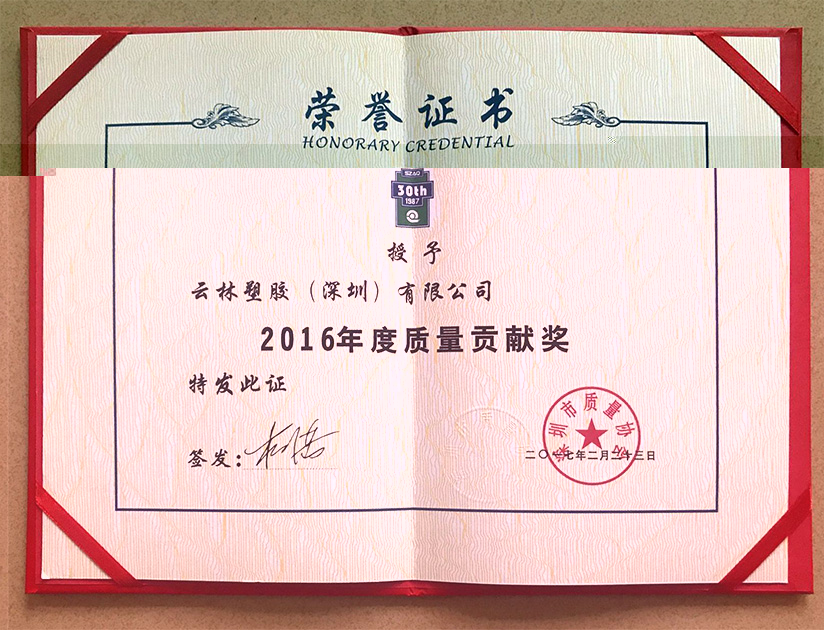 荣誉证书
HONORARY CREDENTIAL
SZAQ
30th
1987
授予
云林塑胶（深圳）有限公司
2016年度质量贡献奖
特发此证
签发：
深圳市质量协会
二〇一七年二月二十三日